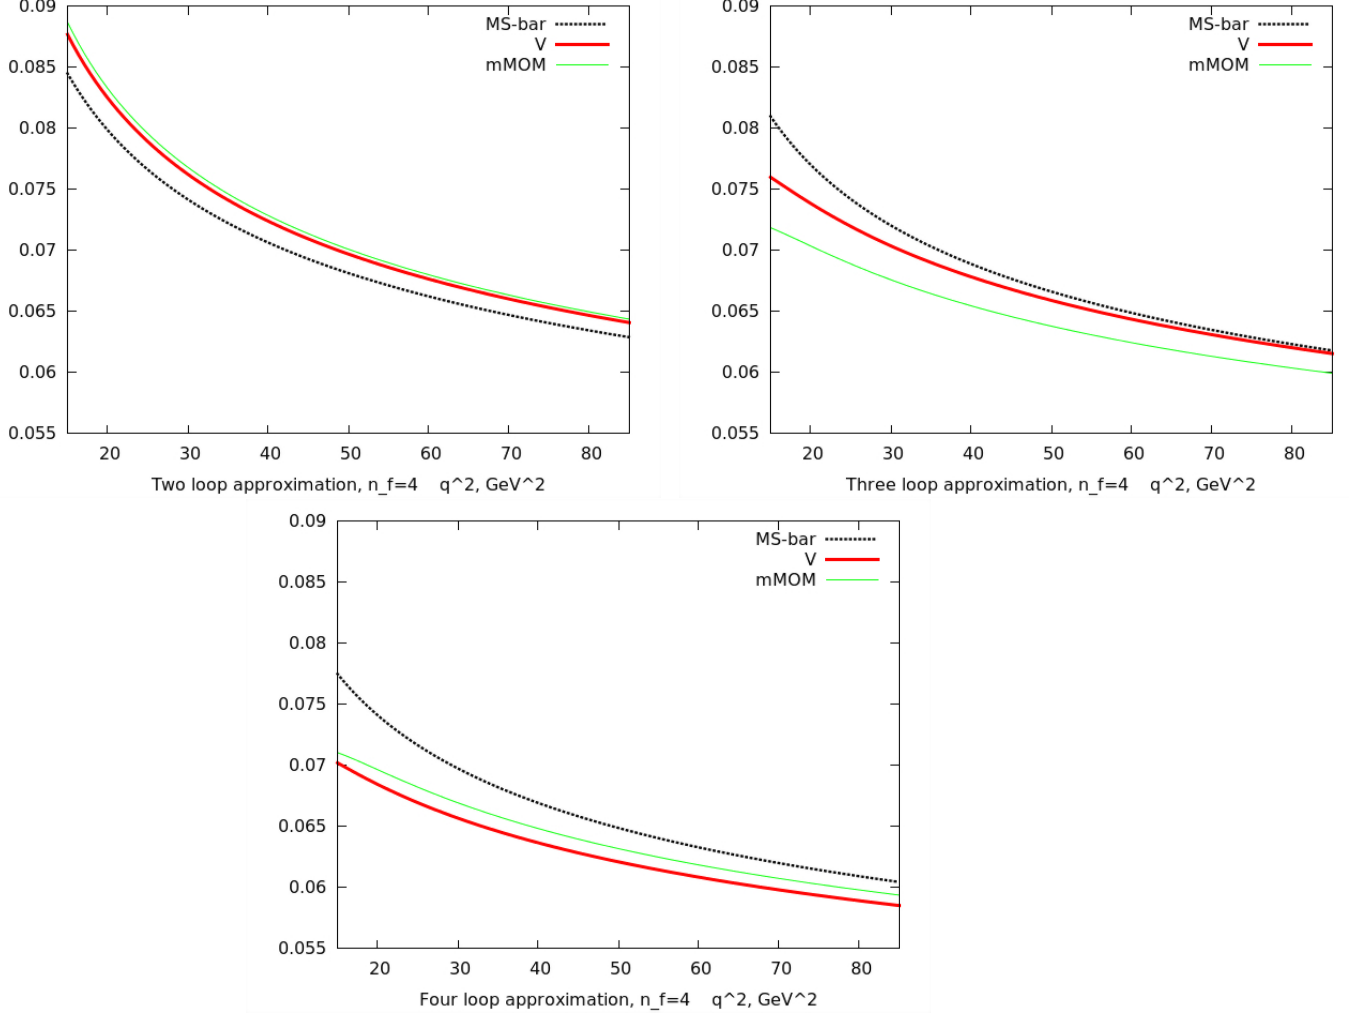 0.09
0.085
0.08
0.075
0.07
0.065
0.06
0.055
MS-bar
V
mMOM
20 30 40 50 60 70 80
Two loop approximation, n_f=4 q^2, GeV^2
0.09
0.085
0.08
0.075
0.07
0.065
0.06
0.055
MS-bar
V
mMOM
20 30 40 50 60 70 80
Three loop approximation, n_f=4 q^2, GeV^2
0.09
0.085
0.08
0.075
0.07
0.065
0.06
0.055
MS-bar
V
mMOM
20 30 40 50 60 70 80
Four loop approximation, n_f=4 q^2, GeV^2